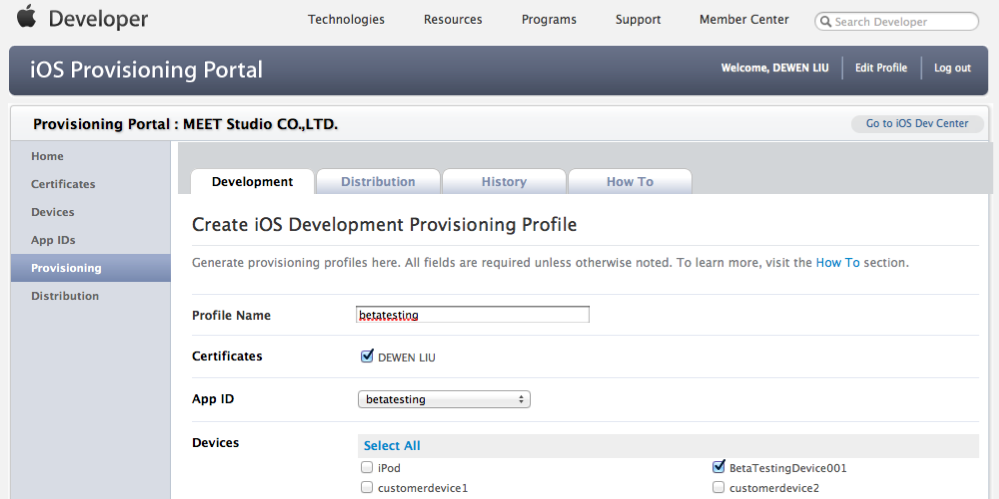 Developer Technologies Resources Programs Support Member Center Search Developer
iOS Provisioning Portal Welcome, DEWEN LIU Edit Profile Log out
Provisioning Portal : MEET Studio CO.,LTD. Go to iOS Dev Center
Home
Certificates
Devices
App IDs
Provisioning
Distribution
Development Distribution History How To
Create iOS Development Provisioning Profile
Generate provisioning profiles here. All fields are required unless otherwise noted. To learn more, visit the How To section.
Profile Name betatesting
Certificates DEWEN LIU
App ID betatesting
Devices Select All
iPod BetaTestingDevice001
customerdevice1 customerdevice2